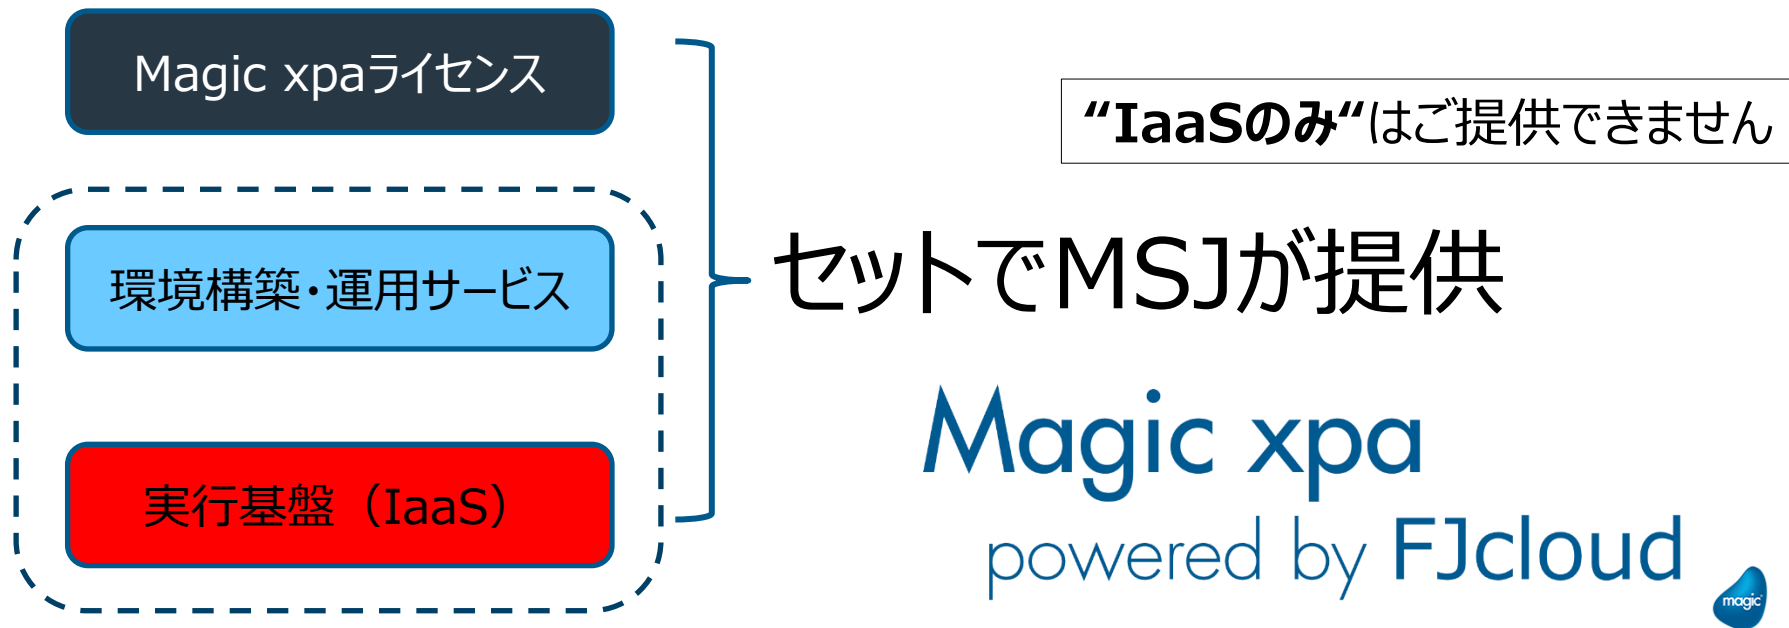 Magic xpaライセンス
“IaaSのみ“はご提供できません
環境構築・運用サービス
セットでMSJが提供
実行基盤（IaaS）
Magic xpa
powered by FJcloud
magic